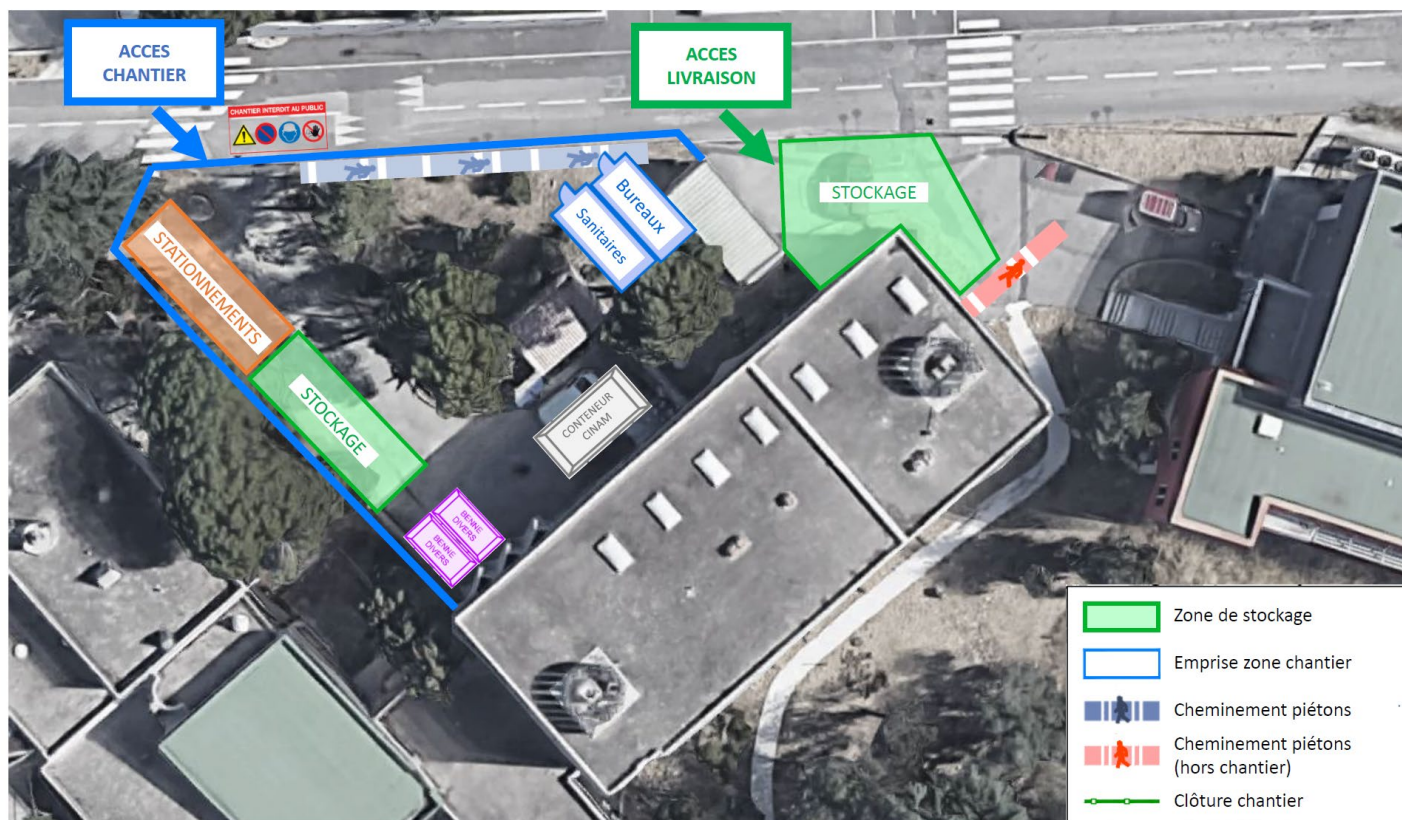 ACCES
CHANTIER
ACCES
LIVRAISON
CHANTIER INTERDIT AU PUBLIC
STOCKAGE
Bureaux
Sanitaires
STATIONNEMENTS
STOCKAGE
CONTENEUR
CINAM
BENNE
DIVERS
BENNE
DIVERS
Zone de stockage
Emprise zone chantier
Cheminement piétons
Cheminement piétons
(hors chantier)
Clôture chantier